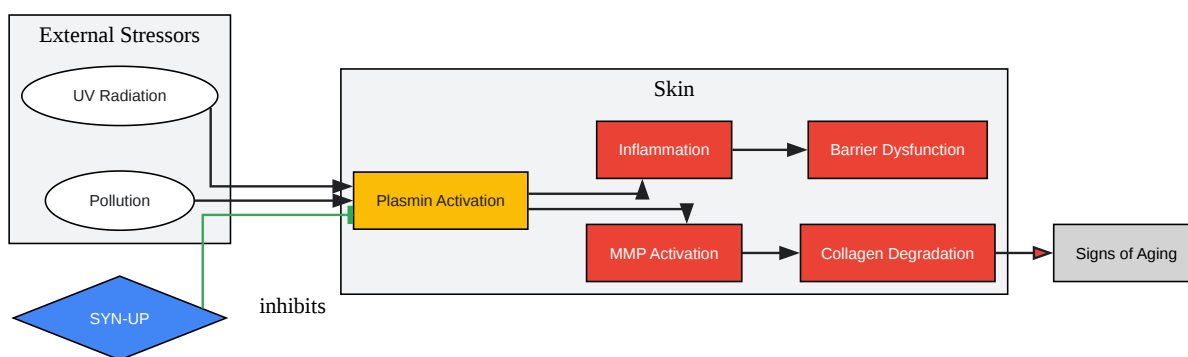 External Stressors
UV Radiation
Pollution
SYN-UP
inhibits
Skin
Plasmin Activation
Inflammation
Barrier Dysfunction
MMP Activation
Collagen Degradation
Signs of Aging